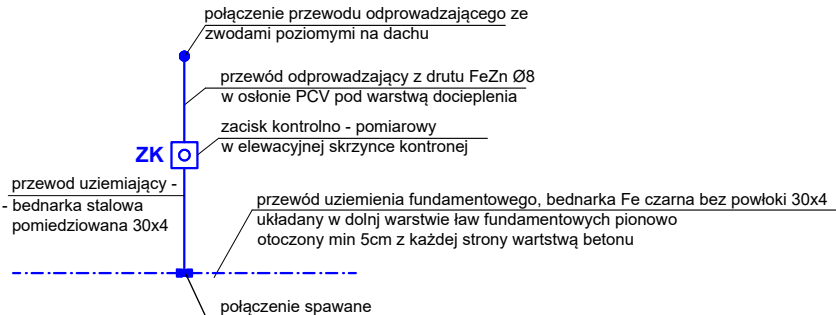 połączenie przewodu odprowadzającego ze
zwodami poziomymi na dachu
przewód odprowadzający z drutu FeZn Ø8
w osłonie PCV pod warstwą docieplenia
zacisk kontrolno - pomiarowy
w elewacyjnej skrzynce kontronej
ZK
przewod uziemiający -
- bednarka stalowa
pomiedziowana 30x4
przewód uziemienia fundamentowego, bednarka Fe czarna bez powłoki 30x4
układany w dolnj warstwie ław fundamentowych pionowo
otoczony min 5cm z każdej strony wartstwą betonu
połączenie spawane